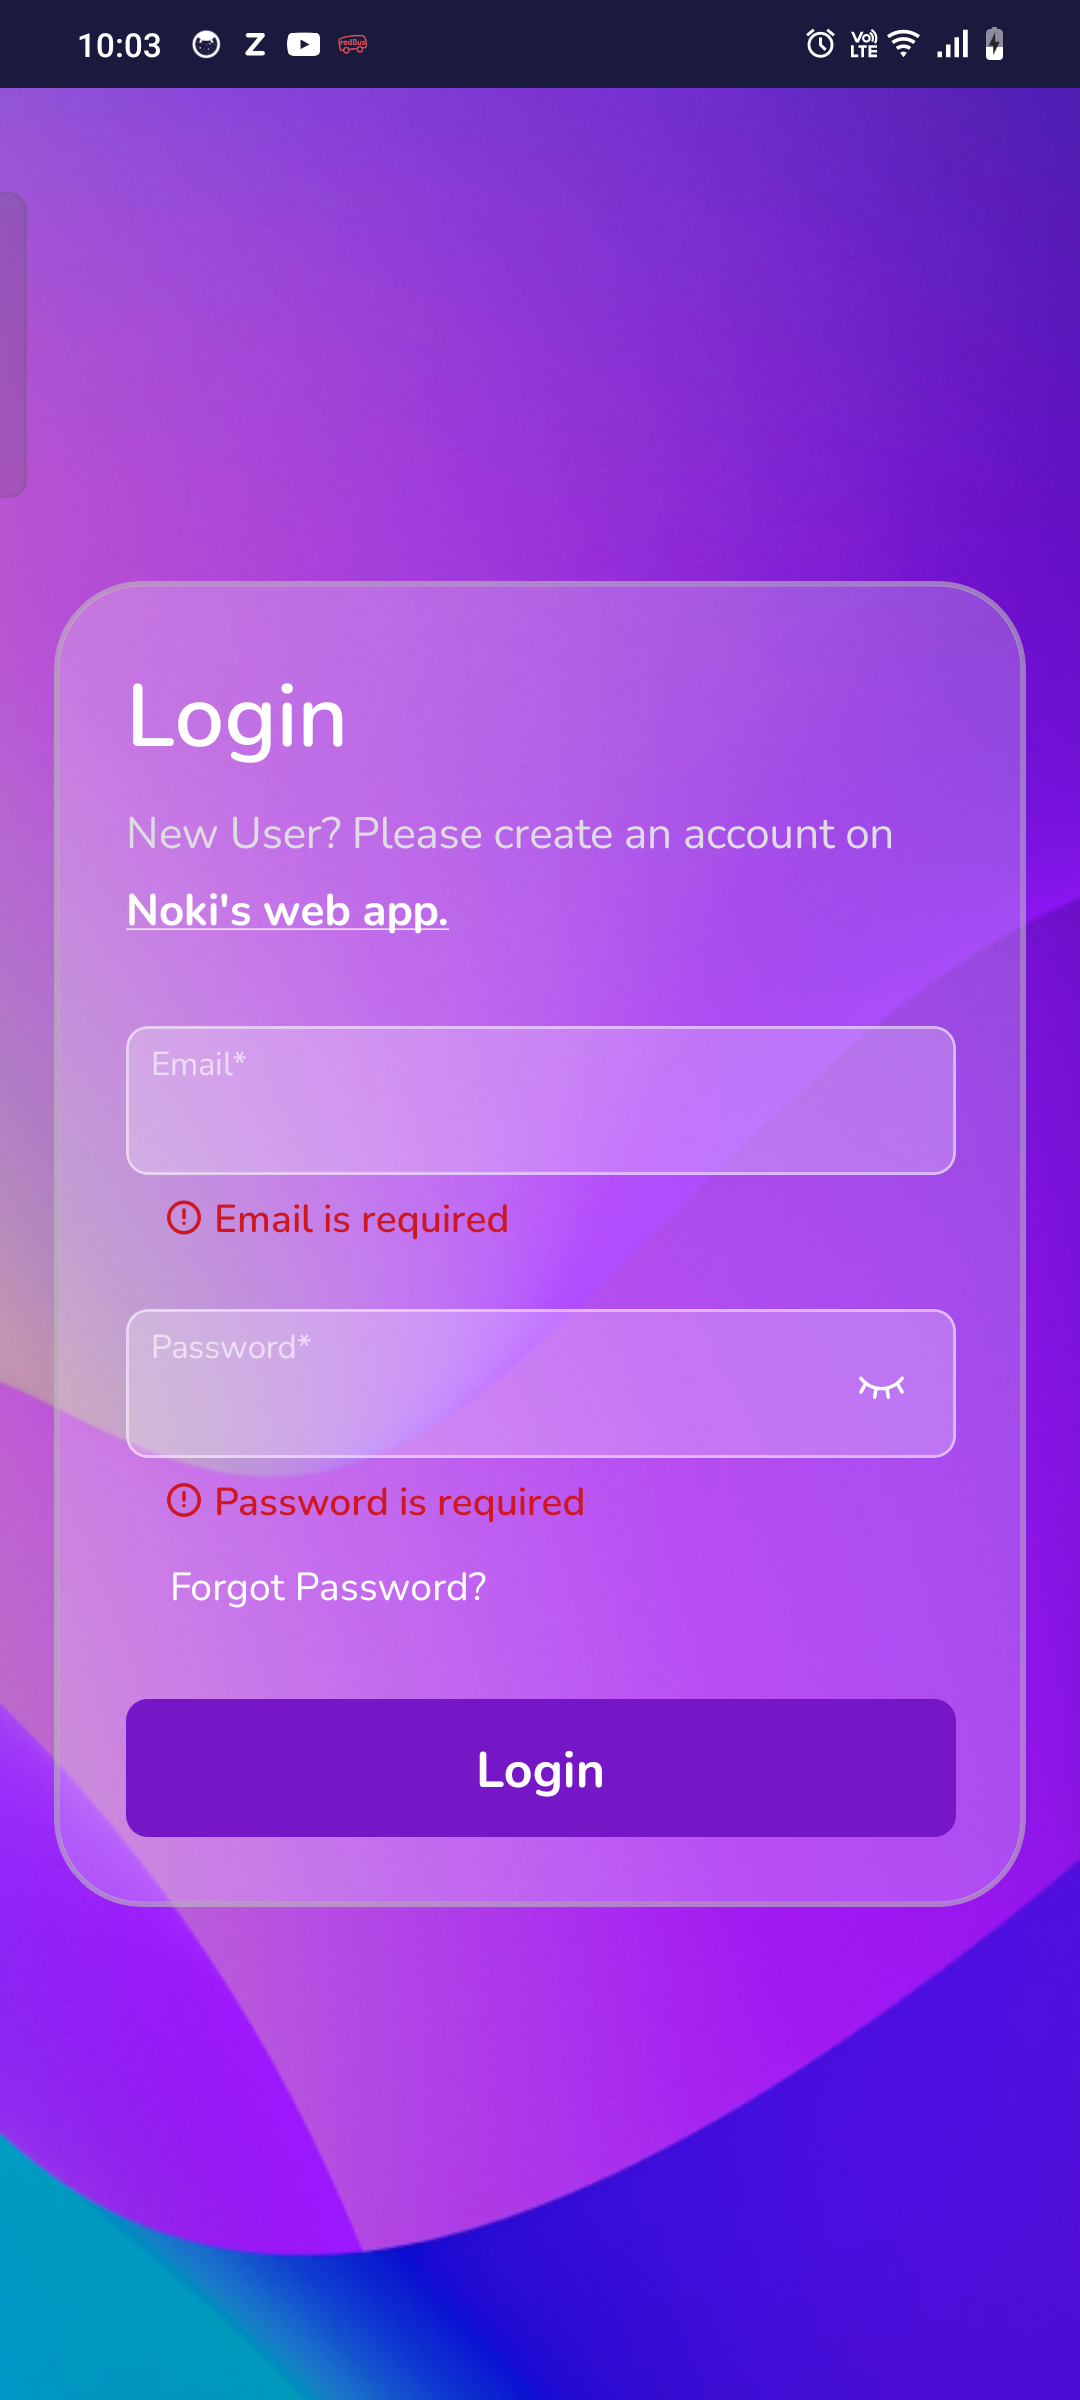 10:03 Z redBus Vo) LTE
Login
New User? Please create an account on
Noki's web app.
Email*
Email is required
Password*
Password is required
Forgot Password?
Login